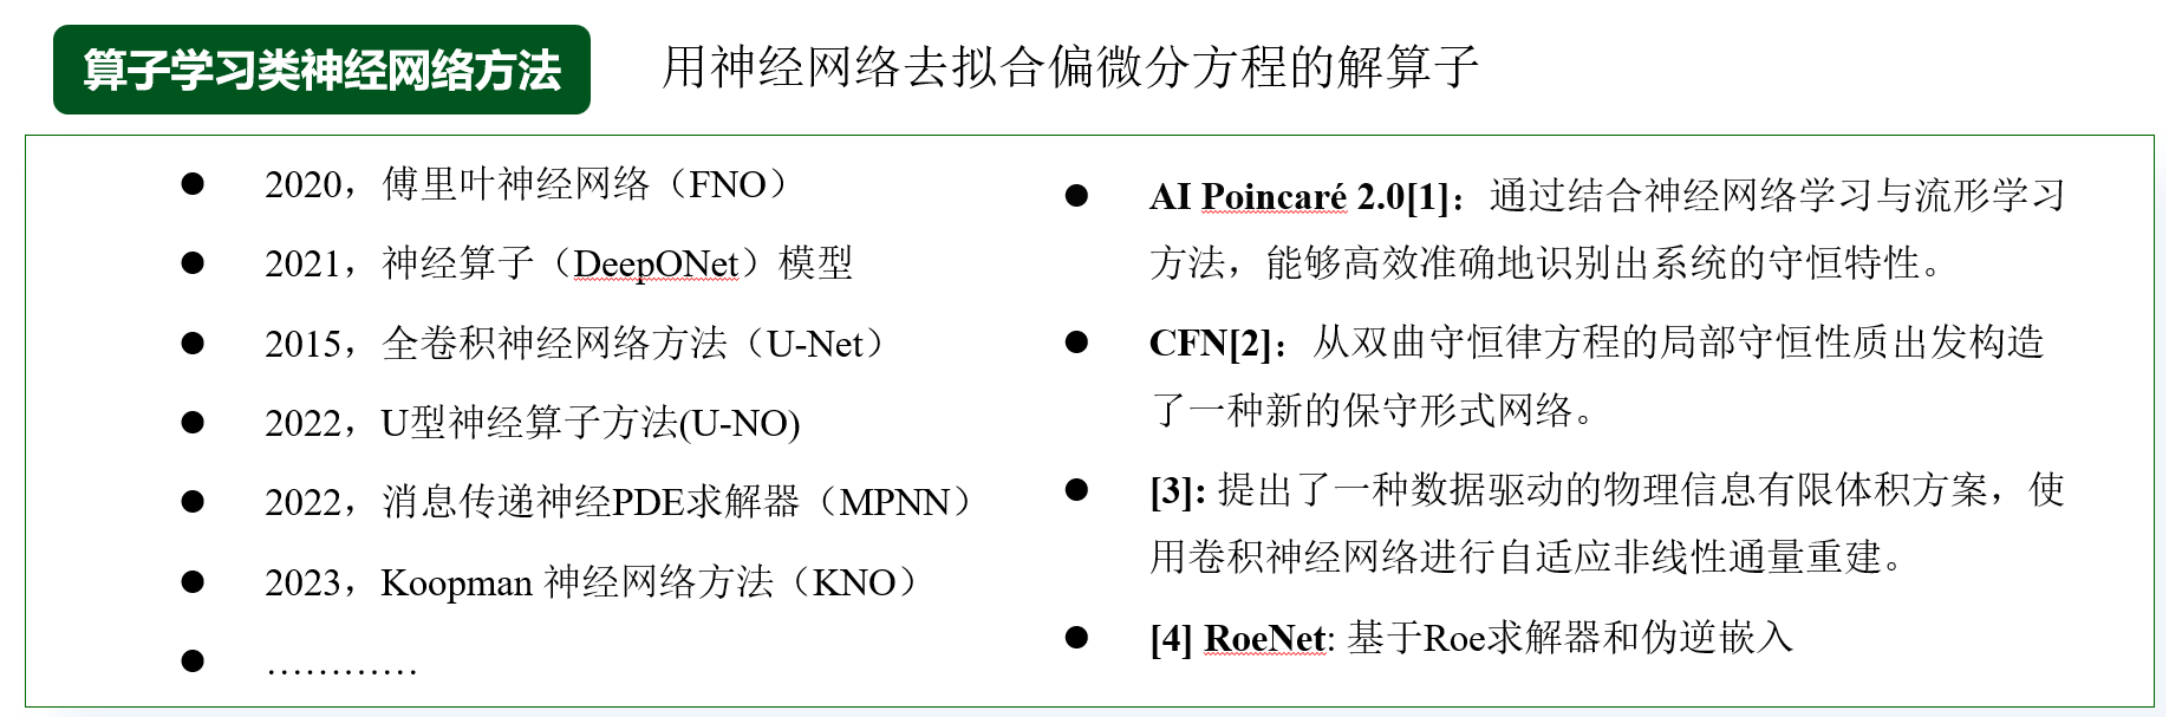 算子学习类神经网络方法
用神经网络去拟合偏微分方程的解算子
● 2020，傅里叶神经网络（FNO）
● 2021，神经算子（DeepONet）模型
● 2015，全卷积神经网络方法（U-Net）
● 2022，U型神经算子方法(U-NO)
● 2022，消息传递神经PDE求解器（MPNN）
● 2023，Koopman 神经网络方法（KNO）
● …………
● AI Poincaré 2.0[1]：通过结合神经网络学习与流形学习
方法，能够高效准确地识别出系统的守恒特性。
● CFN[2]：从双曲守恒律方程的局部守恒性质出发构造
了一种新的保守形式网络。
● [3]: 提出了一种数据驱动的物理信息有限体积方案，使
用卷积神经网络进行自适应非线性通量重建。
● [4] RoeNet: 基于Roe求解器和伪逆嵌入